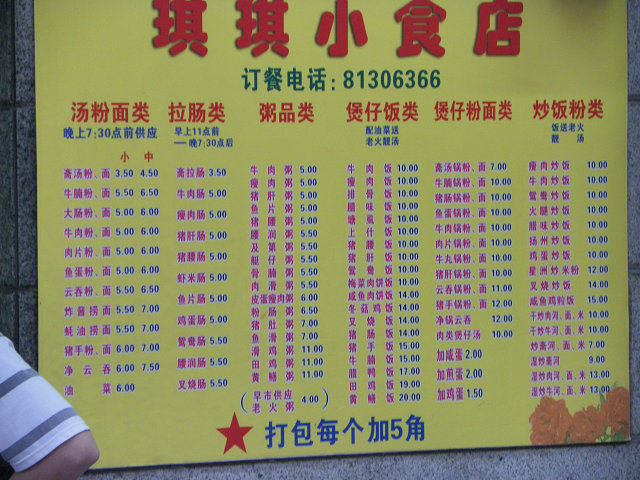 琪琪小食店
订餐电话：81306366
汤粉面类
晚上7:30点前供应
小 中
斋汤粉、面 3.50 4.50
牛腩粉、面 5.50 6.50
大肠粉、面 5.00 6.00
牛肉粉、面 5.00 6.00
肉片粉、面 5.00 6.00
鱼蛋粉、面 5.00 6.00
云吞粉、面 5.50 6.50
炸酱捞面 5.50 7.00
蚝油捞面 5.50 7.00
猪手粉、面 6.00 7.00
净云吞 6.00 7.50
油菜 6.00
拉肠类
早上11点前
一晚7:30点后
斋拉肠 3.50
牛肉肠 5.00
瘦肉肠 5.00
猪肝肠 5.00
猪腰肠 5.00
虾米肠 5.00
鱼片肠 5.00
鸡蛋肠 5.00
鸳鸯肠 5.50
腰润肠 5.50
叉烧肠 5.50
粥品类
牛肉粥 5.00
瘦肉粥 5.00
猪肝粥 5.00
鱼片粥 5.00
猪腰粥 5.00
腰润粥 5.50
及第粥 5.50
艇仔粥 5.50
骨腩粥 5.50
肉滑粥 5.50
皮蛋瘦肉粥 6.00
粉肠粥 6.50
猪肚粥 7.00
鱼滑粥 7.00
滑鸡粥 11.00
田鸡粥 11.00
黄鳝粥 11.00
（早市供应
老火粥 4.00）
煲仔饭类
配油菜送
老火靓汤
牛肉饭 10.00
瘦肉饭 10.00
排骨饭 10.00
腊味饭 10.00
塘虱饭 10.00
上什饭 10.00
猪腰饭 10.00
猪肝饭 10.00
鸳鸯饭 10.00
梅菜肉饼饭 10.00
咸鱼肉饼饭 14.00
冬菇鸡饭 14.00
叉烧饭 14.00
猪肠饭 14.00
猪手饭 15.00
牛腩饭 15.00
腊鸭饭 17.00
田鸡饭 19.00
黄鳝饭 20.00
煲仔粉面类
斋汤锅粉、面 7.00
牛腩锅粉、面 10.00
猪肠锅粉、面 10.00
鱼蛋锅粉、面 10.00
牛肉锅粉、面 10.00
肉片锅粉、面 10.00
牛丸锅粉、面 10.00
猪肝锅粉、面 10.00
云吞锅粉、面 11.00
猪手锅粉、面 12.00
净锅云吞 12.00
肉类煲仔汤 10.00
加咸蛋 2.00
加煎蛋 2.00
加鸡蛋 1.50
炒饭粉类
饭送老火
靓汤
瘦肉炒饭 10.00
牛肉炒饭 10.00
鸳鸯炒饭 10.00
火腿炒饭 10.00
腊味炒饭 10.00
扬州炒饭 10.00
鸡蛋炒饭 10.00
星洲炒米粉 12.00
叉烧炒饭 14.00
咸鱼鸡粒饭 15.00
干炒肉河、面、米 10.00
干炒牛河、面、米 10.00
炒斋河、面、米 7.00
湿炒斋河 9.00
湿炒肉河、面、米 13.00
湿炒牛河、面、米 13.00
★打包每个加5角